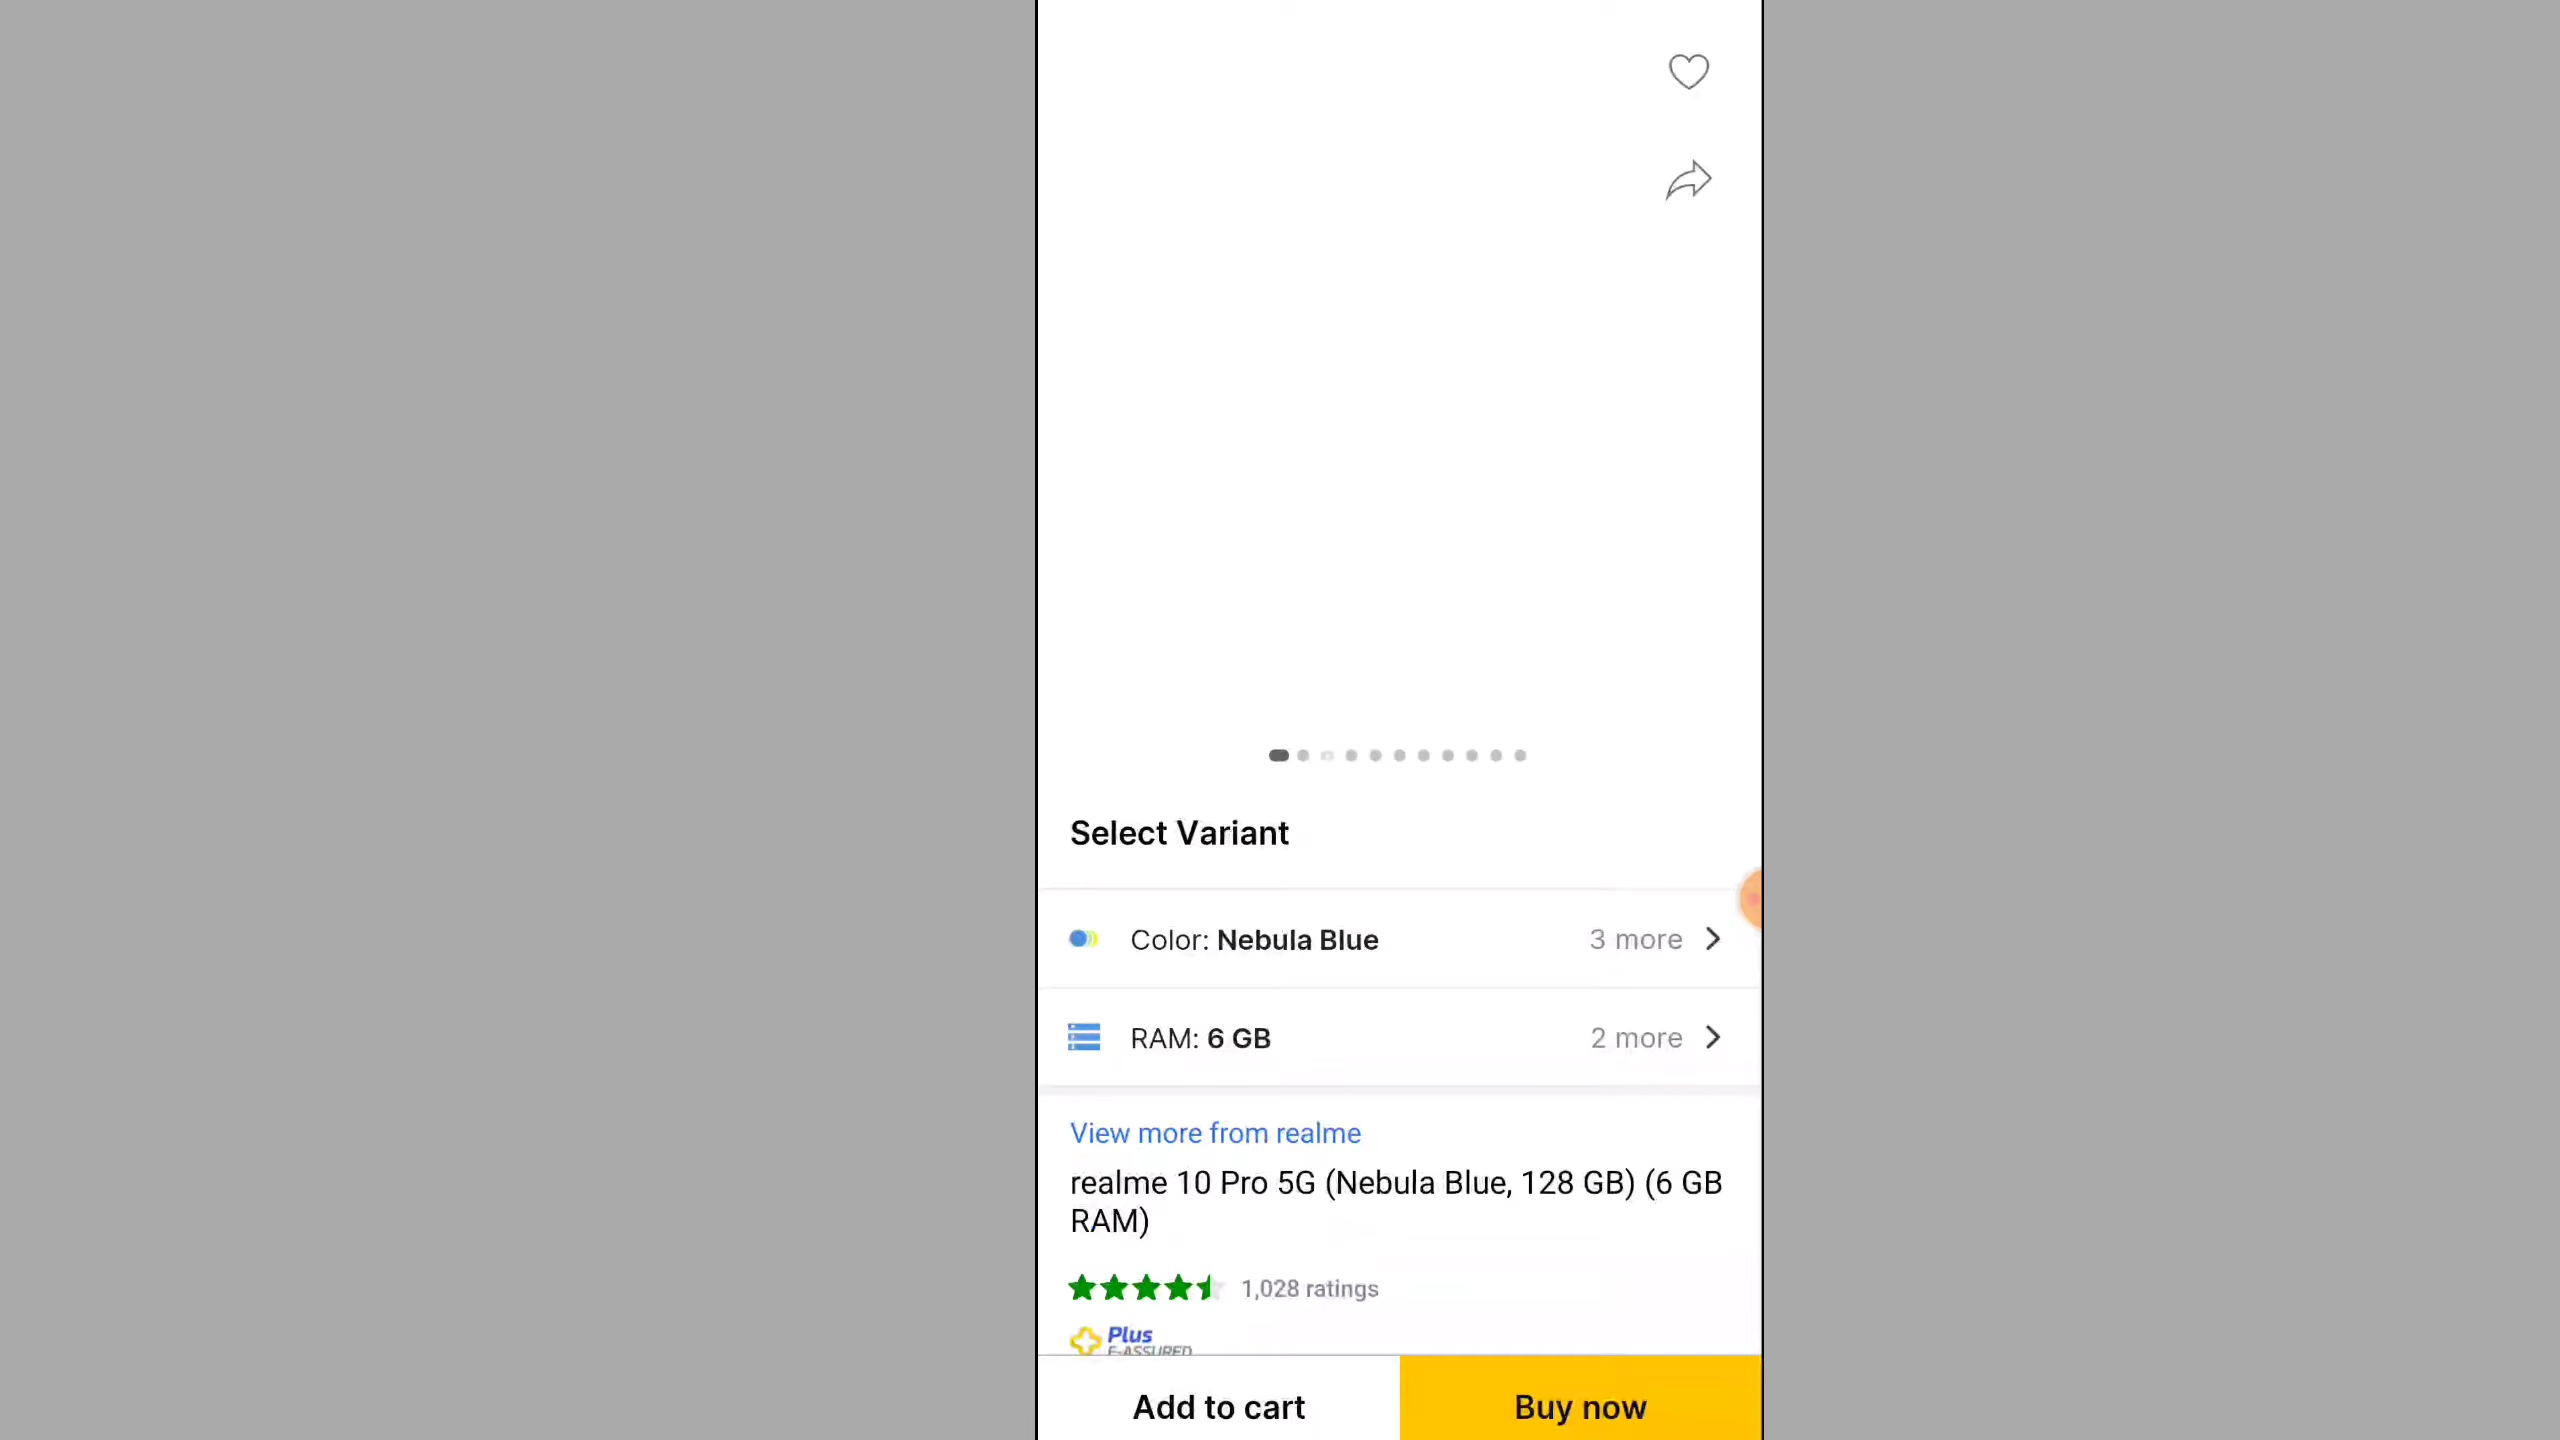 Select Variant
Color: Nebula Blue 3 more
RAM: 6 GB 2 more
View more from realme
realme 10 Pro 5G (Nebula Blue, 128 GB) (6 GB
RAM)
1,028 ratings
Plus
F-ASSURED
Add to cart Buy now